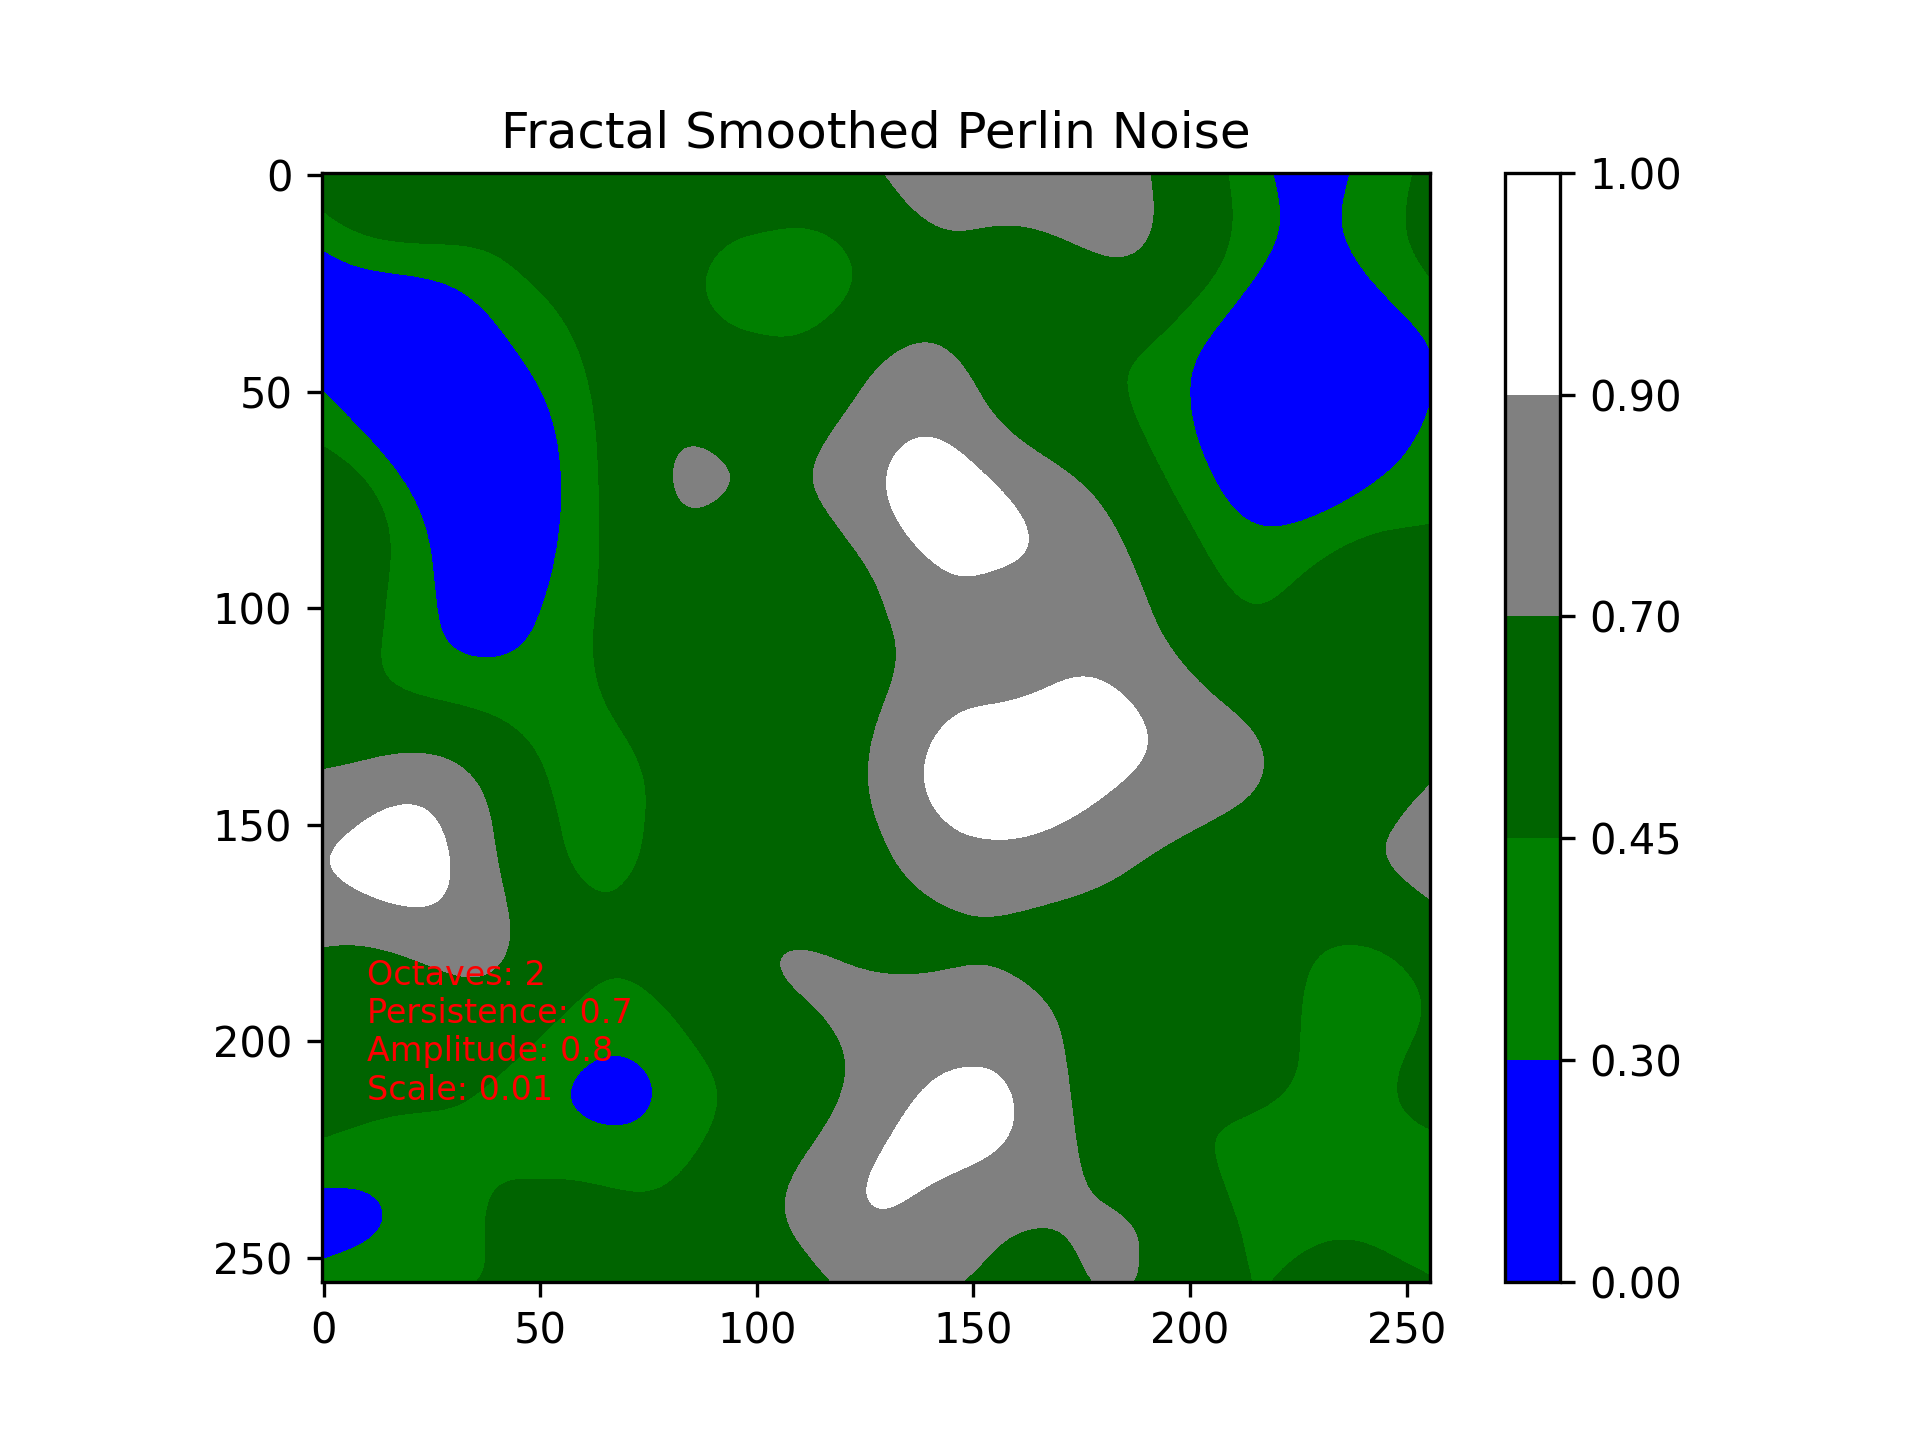 Fractal Smoothed Perlin Noise
0
50
100
150
200
250
0 50 100 150 200 250
Octaves: 2
Persistence: 0.7
Amplitude: 0.8
Scale: 0.01
1.00
0.90
0.70
0.45
0.30
0.00